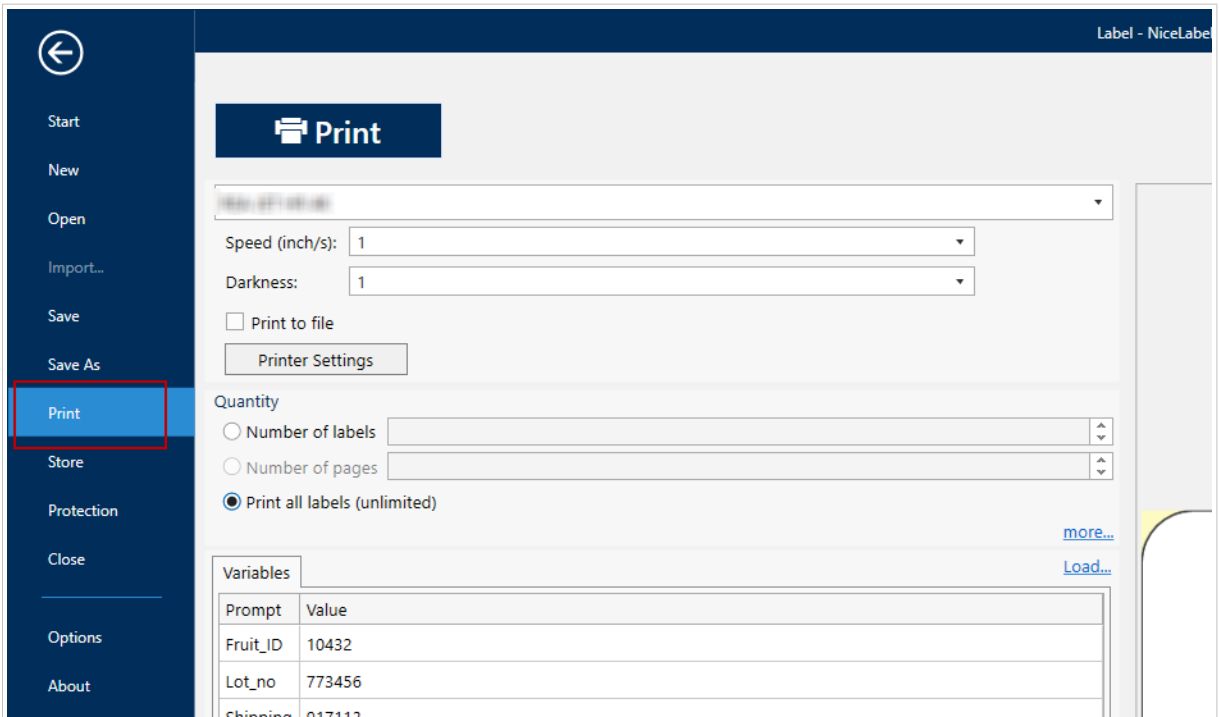 Label - NiceLabel
Start
New
Open
Import...
Save
Save As
Print
Store
Protection
Close
Options
About
Print
Speed (inch/s): 1
Darkness: 1
Print to file
Printer Settings
Quantity
Number of labels
Number of pages
Print all labels (unlimited)
more...
Variables
Load...
Prompt Value
Fruit_ID 10432
Lot_no 773456
Shipping 017112